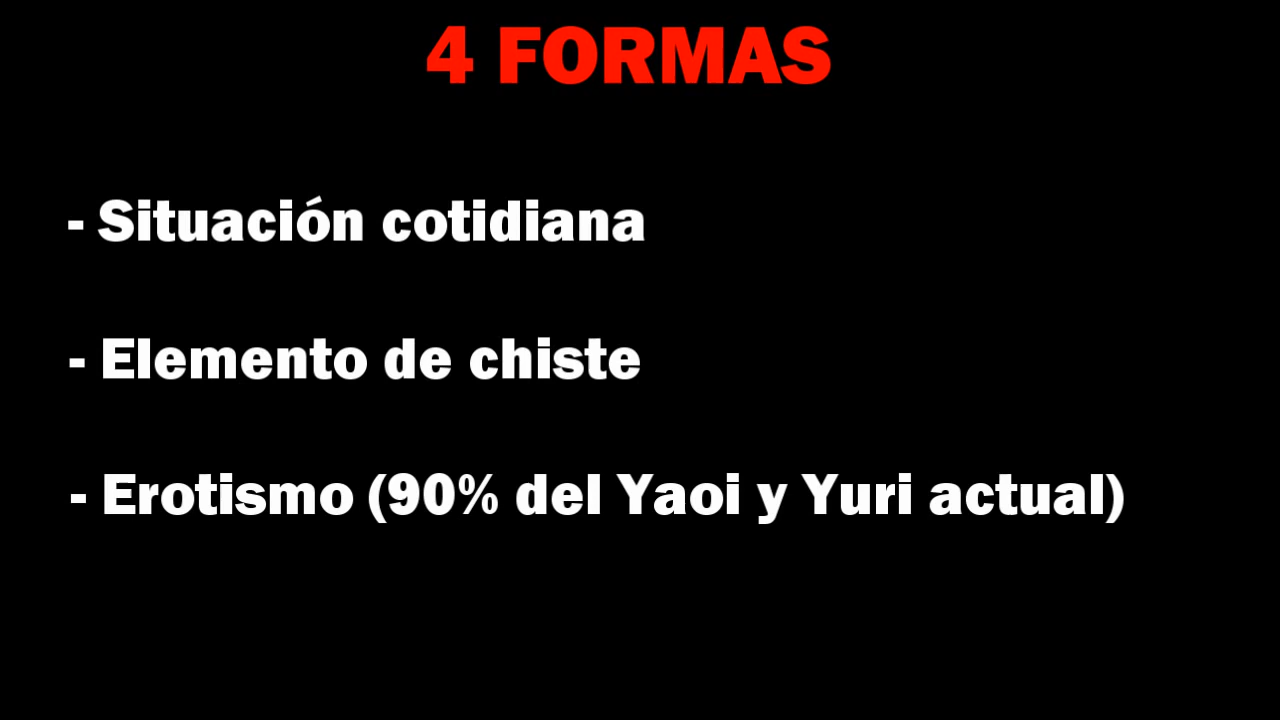 4 FORMAS
- Situación cotidiana
- Elemento de chiste
- Erotismo (90% del Yaoi y Yuri actual)